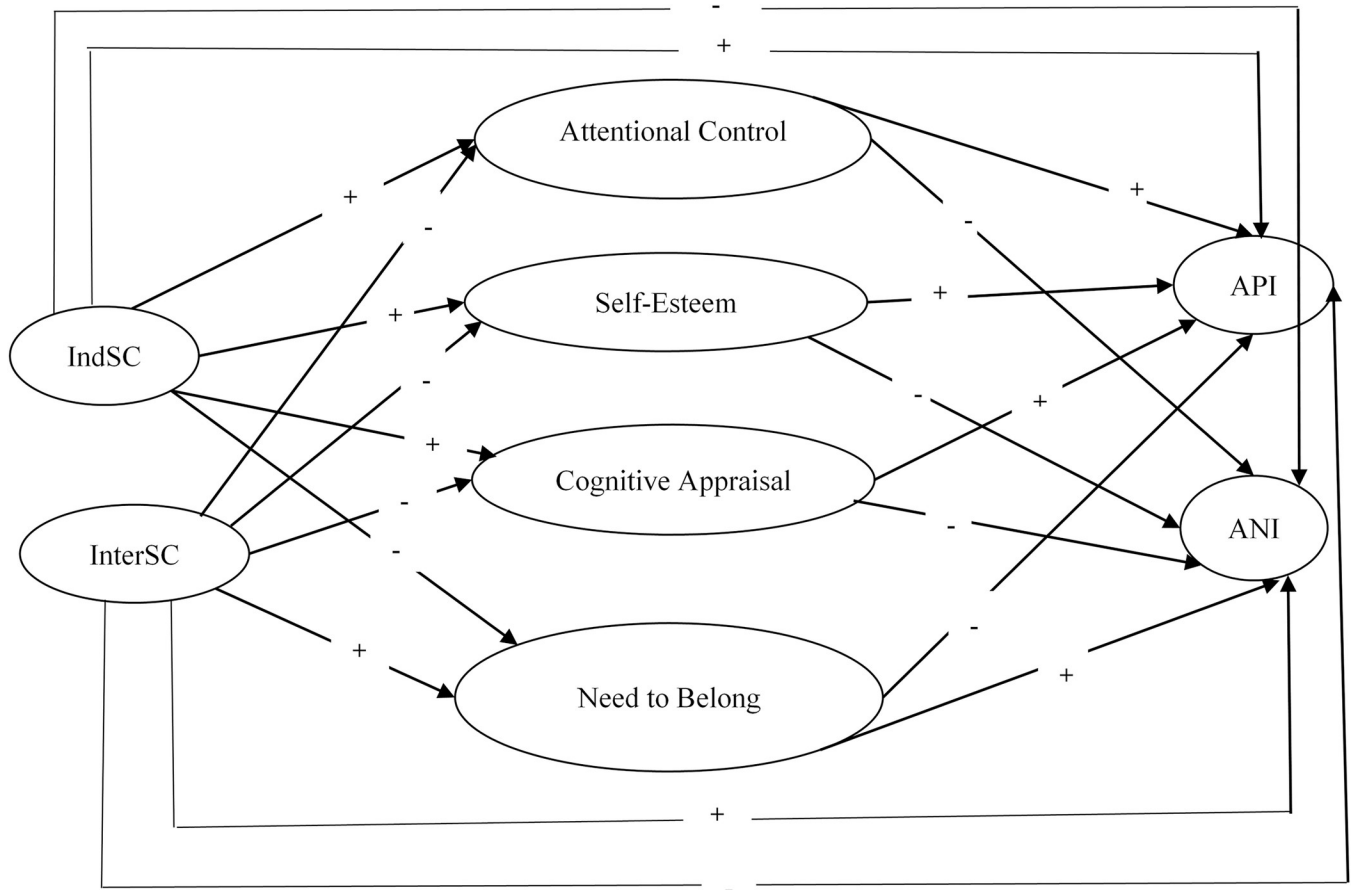 -
+
Attentional Control
+
+
-
-
API
Self-Esteem
+
+
IndSC
-
-
+
+
Cognitive Appraisal
-
-
ANI
InterSC
-
+
-
Need to Belong
+
+
-